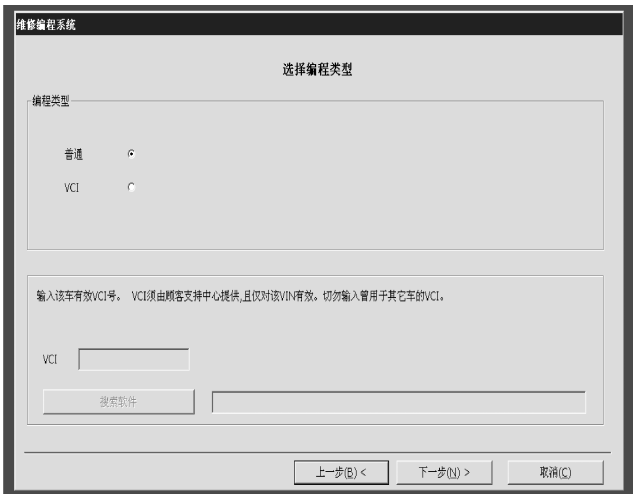 维修编程系统
选择编程类型
编程类型
普通
VCI
输入该车有效VCI号。 VCI须由顾客支持中心提供,且仅对该VIN有效。切勿输入曾用于其它车的VCI。
VCI
搜索软件
上一步(B) < 下一步(N) > 取消(C)